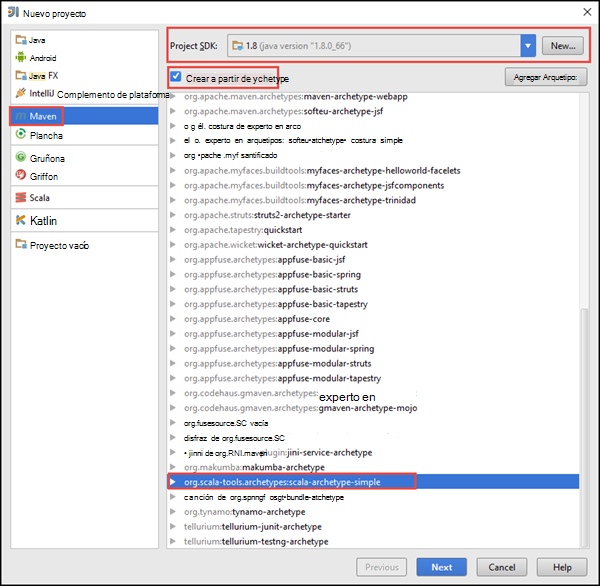 Nuevo proyecto
Java
Android
Java FX
IntelliJ Complemento de plataforma
Maven
Plancha
Gruñona
Griffon
Scala
Katlin
Proyecto vacío
Project SDK: 1.8 (java version "1.8.0_66") New...
Crear a partir de ychetype Agregar Arquetipo:
org.apache.maven.archetypes:maven-archetype-webapp
org.apache.maven.archetypes:softeu-archetype-jsf
o g él. costura de experto en arco
el o. experto en arquetipos: softeu•atchetype• costura simple
org •pache .myf santificado
org.apache.myfaces.buildtools:myfaces-archetype-helloworld-facelets
org.apache.myfaces.buildtools:myfaces-archetype-jsfcomponents
org.apache.myfaces.buildtools:myfaces-archetype-trinidad
org.apache.struts:struts2-archetype-starter
org.apache.tapestry:quickstart
org.apache.wicket:wicket-archetype-quickstart
org.appfuse.archetypes:appfuse-basic-jsf
org.appfuse.archetypes:appfuse-basic-spring
org.appfuse.archetypes:appfuse-basic-struts
org.appfuse.archetypes:appfuse-basic-tapestry
org.appfuse.archetypes:appfuse-core
org.appfuse.archetypes:appfuse-modular-jsf
org.appfuse.archetypes:appfuse-modular-spring
org.appfuse.archetypes:appfuse-modular-struts
org.appfuse.archetypes:appfuse-modular-tapestry
org.codehaus.gmaven.archetypes: experto en
org.codehaus.gmaven.archetypes:gmaven-archetype-mojo
org.fusesource.SC vacía
disfraz de org.fusesource.SC
• jinni de org.RNI.maven plugin:jini-service-archetype
org.makumba:makumba-archetype
org.scala-tools.archetypes:scala-archetype-simple
canción de org.spnngf osgt•bundle-atchetype
org.tynamo:tynamo-archetype
tellurium:tellurium-junit-archetype
tellurium:tellurium-testng-archetype
Previous Next Cancel Help